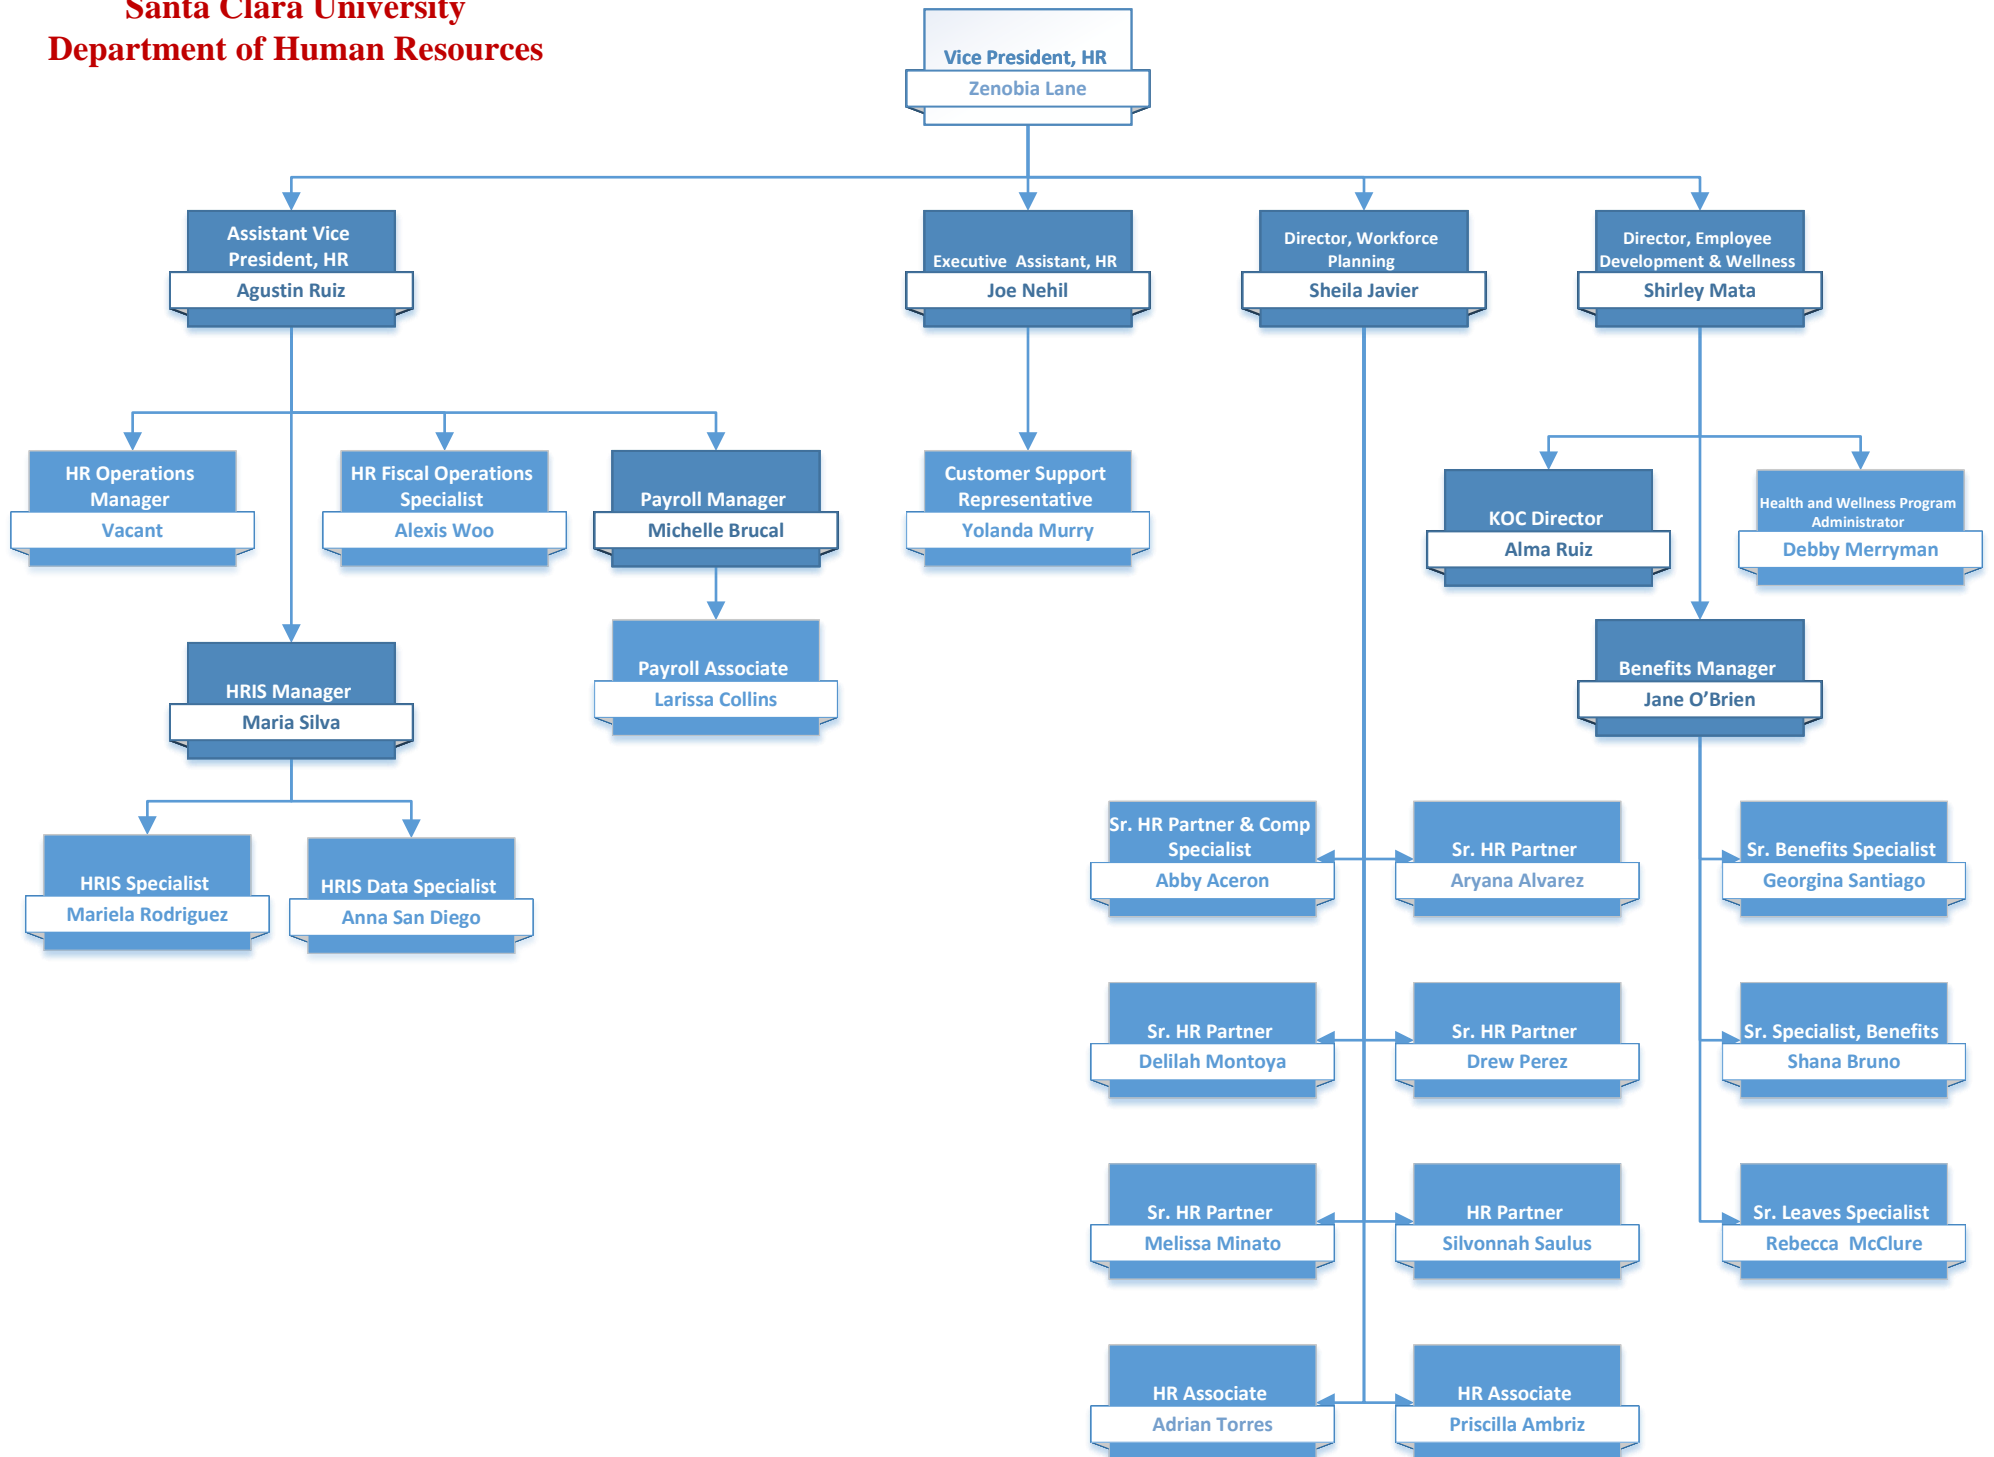 Santa Clara University
Department of Human Resources
Vice President, HR
Zenobia Lane
Assistant Vice
President, HR
Agustin Ruiz
Executive  Assistant, HR
Joe Nehil
Director, Workforce
Planning
Sheila Javier
Director, Employee
Development & Wellness
Shirley Mata
HR Operations
Manager
Vacant
HR Fiscal Operations
Specialist
Alexis Woo
Payroll Manager
Michelle Brucal
Customer Support
Representative
Yolanda Murry
KOC Director
Alma Ruiz
Health and Wellness Program
Administrator
Debby Merryman
HRIS Manager
Maria Silva
Payroll Associate
Larissa Collins
Benefits Manager
Jane O’Brien
HRIS Specialist
Mariela Rodriguez
HRIS Data Specialist
Anna San Diego
Sr. HR Partner & Comp
Specialist
Abby Aceron
Sr. HR Partner
Aryana Alvarez
Sr. Benefits Specialist
Georgina Santiago
Sr. HR Partner
Delilah Montoya
Sr. HR Partner
Drew Perez
Sr. Specialist, Benefits
Shana Bruno
Sr. HR Partner
Melissa Minato
HR Partner
Silvonnah Saulus
Sr. Leaves Specialist
Rebecca  McClure
HR Associate
Adrian Torres
HR Associate
Priscilla Ambriz